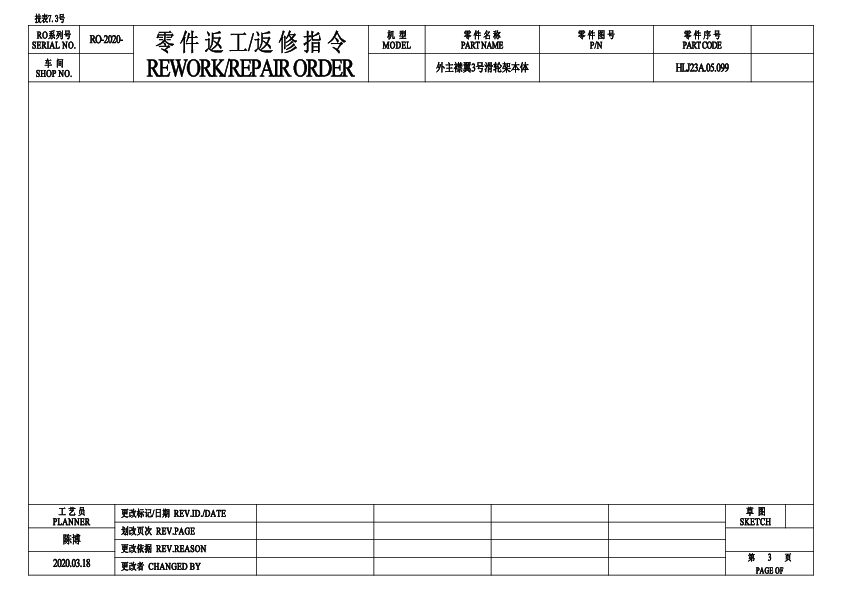 技表7.3号
RO系列号
SERIAL NO.
RO-2020-
车 间
SHOP NO.
零件返工/返修指令
REWORK/REPAIR ORDER
机 型
MODEL
零件名称
PART NAME
外主襟翼3号滑轮架本体
零件图号
P/N
零件序号
PART CODE
HLJ23A.05.099
工艺员
PLANNER
陈博
2020.03.18
更改标记/日期 REV.ID./DATE
划改页次 REV.PAGE
更改依据 REV.REASON
更改者 CHANGED BY
草 图
SKETCH
第 3 页
PAGE OF